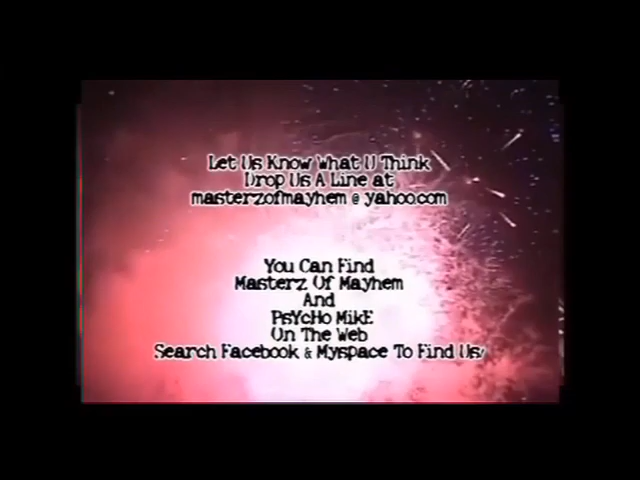 Let Us Know What U Think
Drop Us A Line at
masterzofmayhem @ yahoo.com
You Can Find
Masterz Of Mayhem
And
PsYcHo MikE
On The Web
Search Facebook & Myspace To Find Us!